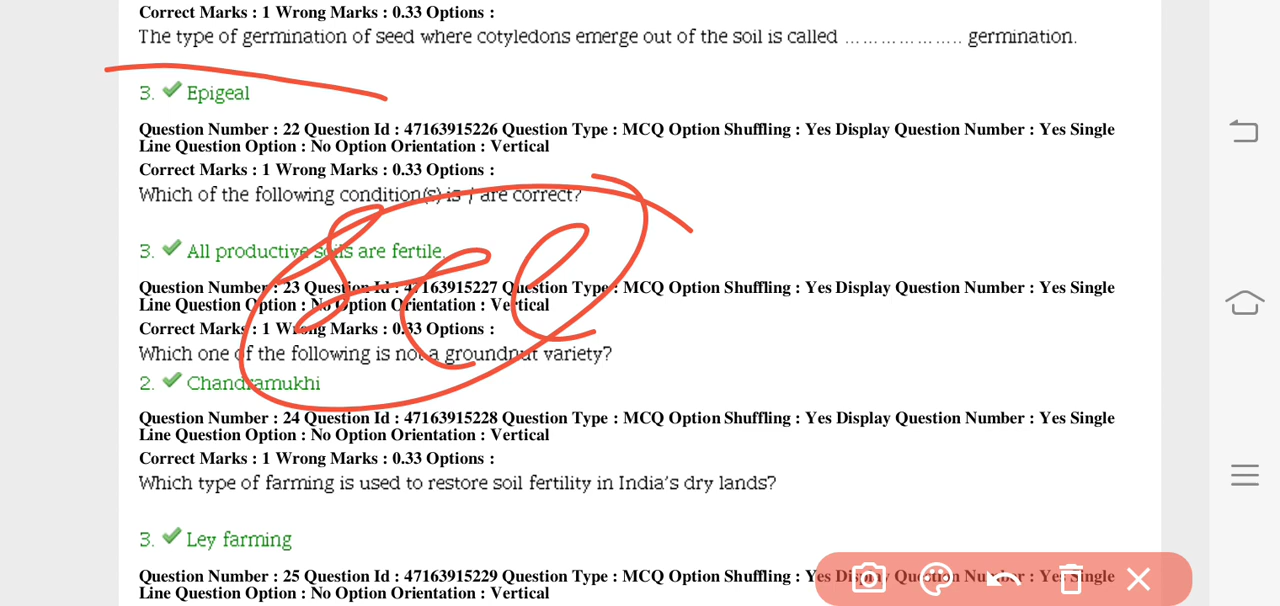 Correct Marks : 1 Wrong Marks : 0.33 Options :
The type of germination of seed where cotyledons emerge out of the soil is called ................... germination.
3. ✔ Epigeal
Question Number : 22 Question Id : 47163915226 Question Type : MCQ Option Shuffling : Yes Display Question Number : Yes Single
Line Question Option : No Option Orientation : Vertical
Correct Marks : 1 Wrong Marks : 0.33 Options :
Which of the following condition(s) is / are correct?
3. ✔ All productive soils are fertile.
Question Number : 23 Question Id : 47163915227 Question Type : MCQ Option Shuffling : Yes Display Question Number : Yes Single
Line Question Option : No Option Orientation : Vertical
Correct Marks : 1 Wrong Marks : 0.33 Options :
Which one of the following is not a groundnut variety?
2. ✔ Chandramukhi
Question Number : 24 Question Id : 47163915228 Question Type : MCQ Option Shuffling : Yes Display Question Number : Yes Single
Line Question Option : No Option Orientation : Vertical
Correct Marks : 1 Wrong Marks : 0.33 Options :
Which type of farming is used to restore soil fertility in India's dry lands?
3. ✔ Ley farming
Question Number : 25 Question Id : 47163915229 Question Type : MCQ Option Shuffling : Yes Display Question Number : Yes Single
Line Question Option : No Option Orientation : Vertical